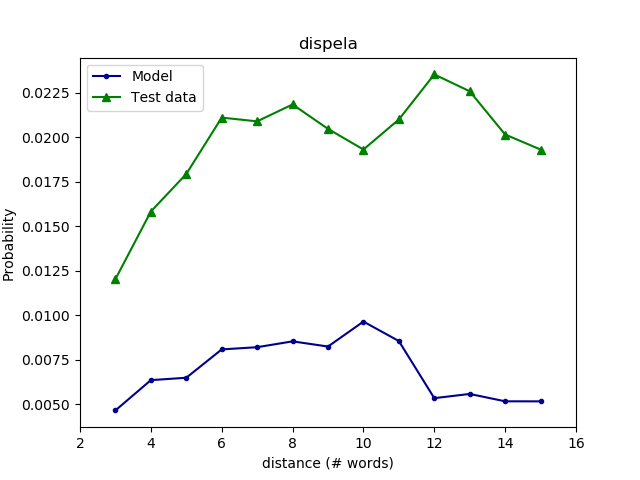 dispela
Model
Test data
Probability
0.0225
0.0200
0.0175
0.0150
0.0125
0.0100
0.0075
0.0050
2 4 6 8 10 12 14 16
distance (# words)